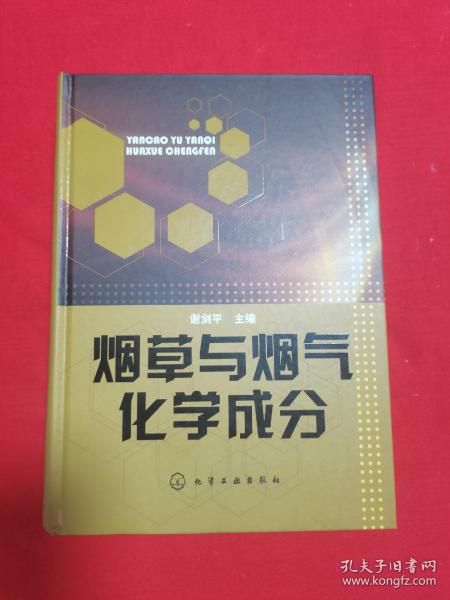 YANCAO YU YANQI
HUAXUE CHENGFEN
谢剑平 主编
烟草与烟气
化学成分
化学工业出版社
孔夫子旧书网
www.kongfz.com